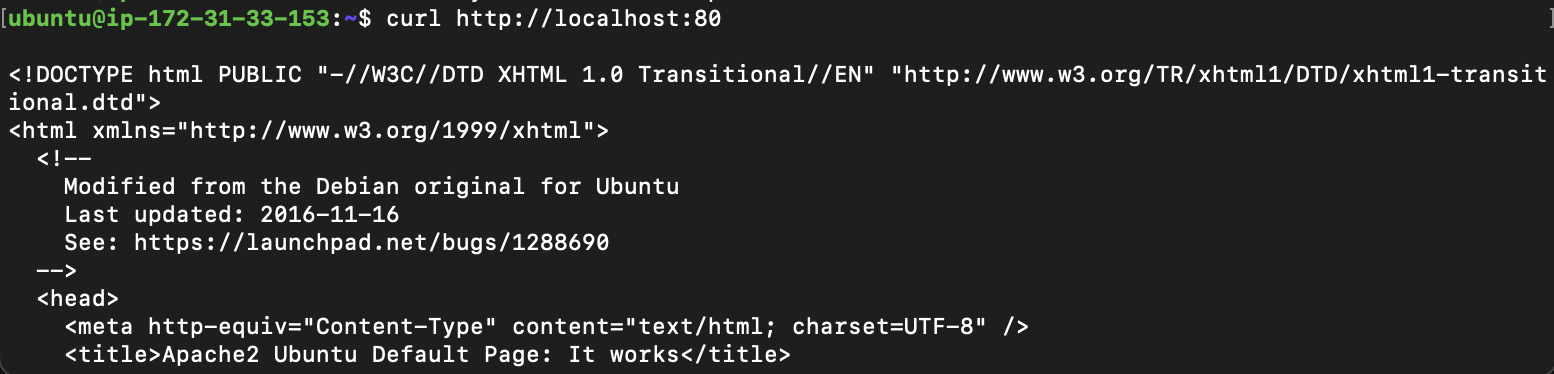 ubuntu@ip-172-31-33-153:~$ curl http://localhost:80
<!DOCTYPE html PUBLIC "-//W3C//DTD XHTML 1.0 Transitional//EN" "http://www.w3.org/TR/xhtml1/DTD/xhtml1-transit
ional.dtd">
<html xmlns="http://www.w3.org/1999/xhtml">
  <!--
    Modified from the Debian original for Ubuntu
    Last updated: 2016-11-16
    See: https://launchpad.net/bugs/1288690
  -->
  <head>
    <meta http-equiv="Content-Type" content="text/html; charset=UTF-8" />
    <title>Apache2 Ubuntu Default Page: It works</title>